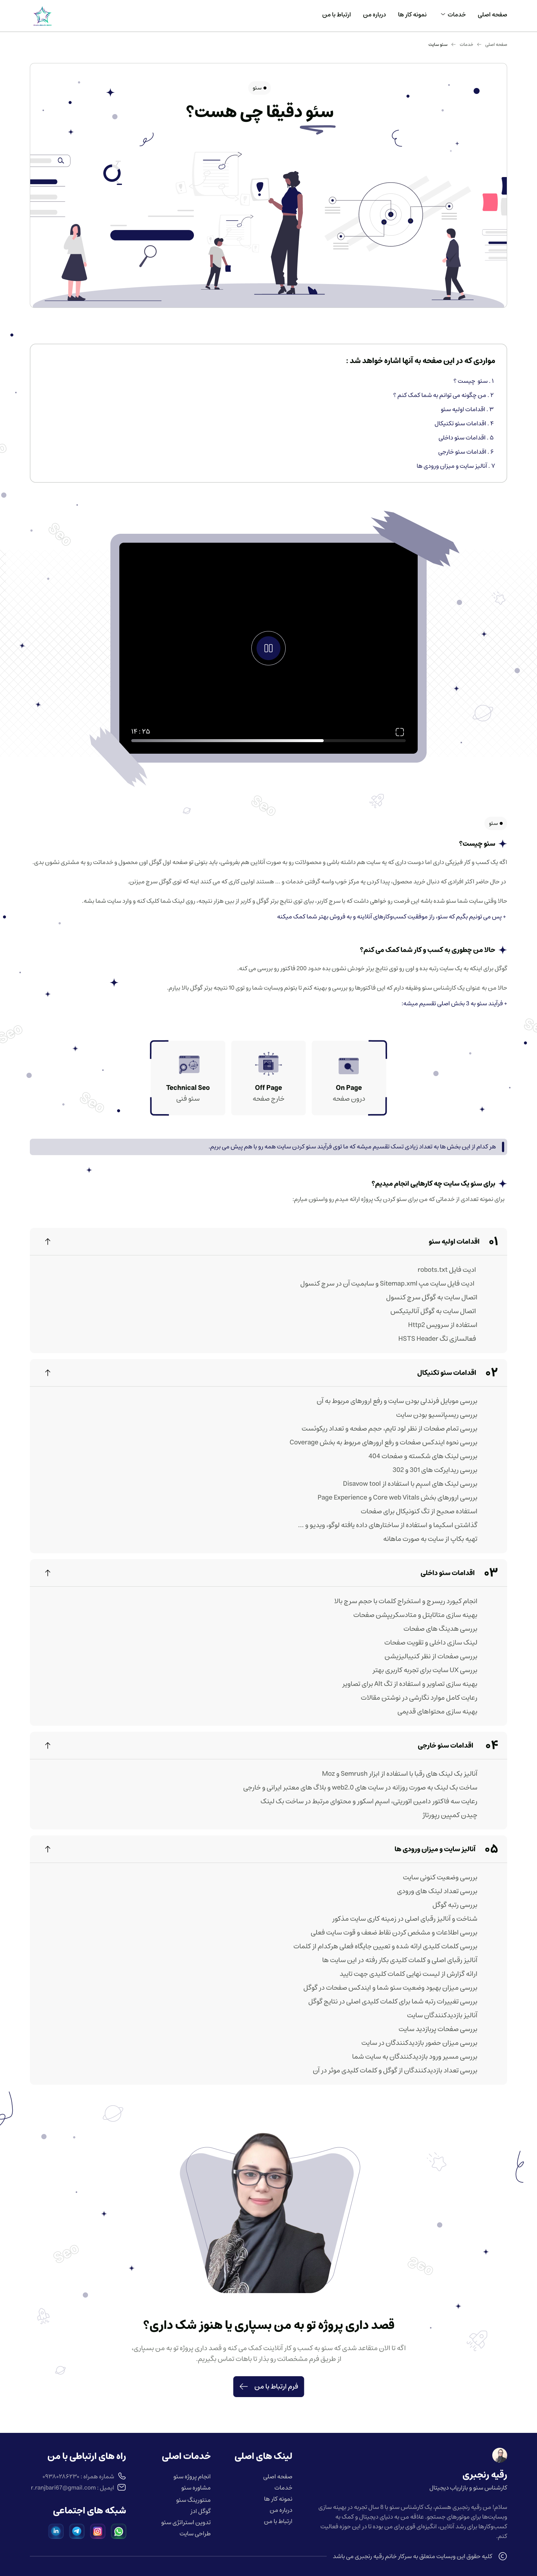 صفحه اصلی
خدمات
نمونه کار ها
درباره من
ارتباط با من
صفحه اصلی ← خدمات ← سئو سایت
سئو
سئو دقیقا چی هست؟
مواردی که در این صفحه به آنها اشاره خواهد شد :
۱ . سئو چیست ؟
۲ . من چگونه می توانم به شما کمک کنم ؟
۳ . اقدامات اولیه سئو
۴ . اقدامات سئو تکنیکال
۵ . اقدامات سئو داخلی
۶ . اقدامات سئو خارجی
۷ . آنالیز سایت و میزان ورودی ها
۱۴ : ۲۵
سئو
سئو چیست؟
اگه یک کسب و کار فیزیکی داری اما دوست داری که یه سایت هم داشته باشی و محصولاتت رو به صورت آنلاین هم بفروشی، باید بتونی تو صفحه اول گوگل اون محصول و خدماتت رو به مشتری نشون بدی.
در حال حاضر اکثر افرادی که دنبال خرید محصول، پیدا کردن یه مرکز خوب واسه گرفتن خدمات و ... هستند اولین کاری که می کنند اینه که توی گوگل سرچ میزنن.
حالا وقتی سایت شما سئو شده باشه این فرصت رو خواهی داشت که با سرچ کاربر، بیای توی نتایج برتر گوگل و کاربر از بین هزار نتیجه، روی لینک شما کلیک کنه و وارد سایت شما بشه.
+ پس می تونیم بگیم که سئو، راز موفقیت کسب‌وکارهای آنلاینه و به فروش بهتر شما کمک میکنه
حالا من چطوری به کسب و کار شما کمک می کنم؟
گوگل برای اینکه به یک سایت رتبه بده و اون رو توی نتایج برتر خودش نشون بده حدود 200 فاکتور رو بررسی می کنه.
حالا من به عنوان یک کارشناس سئو وظیفه دارم که این فاکتورها رو بررسی و بهینه کنم تا بتونم وبسایت شما رو توی 10 نتیجه برتر گوگل بالا بیارم.
+ فرآیند سئو به 3 بخش اصلی تقسیم میشه:
On Page
درون صفحه
Off Page
خارج صفحه
Technical Seo
سئو فنی
هر کدام از این بخش ها به تعداد زیادی تسک تقسیم میشه که ما توی فرآیند سئو کردن سایت همه رو با هم پیش می بریم.
برای سئو یک سایت چه کارهایی انجام میدیم؟
برای نمونه تعدادی از خدماتی که من برای سئو کردن یک پروژه ارائه میدم رو واستون میارم:
۰۱ اقدامات اولیه سئو
ادیت فایل robots.txt
ادیت فایل سایت مپ Sitemap.xml و سابمیت آن در سرچ کنسول
اتصال سایت به گوگل سرچ کنسول
اتصال سایت به گوگل آنالیتیکس
استفاده از سرویس Http2
فعالسازی تگ HSTS Header
۰۲ اقدامات سئو تکنیکال
بررسی موبایل فرندلی بودن سایت و رفع ارورهای مربوط به آن
بررسی ریسپانسیو بودن سایت
بررسی تمام صفحات از نظر لود تایم، حجم صفحه و تعداد ریکوئست
بررسی نحوه ایندکس صفحات و رفع ارورهای مربوط به بخش Coverage
بررسی لینک های شکسته و صفحات 404
بررسی ریدایرکت های 301 و 302
بررسی لینک های اسپم با استفاده از Disavow tool
بررسی ارورهای بخش Core web Vitals و Page Experience
استفاده صحیح از تگ کنونیکال برای صفحات
گذاشتن اسکیما و استفاده از ساختارهای داده یافته لوگو، ویدیو و ...
تهیه بکاپ از سایت به صورت ماهانه
۰۳ اقدامات سئو داخلی
انجام کیورد ریسرچ و استخراج کلمات با حجم سرچ بالا
بهینه سازی متاتایتل و متادسکریپشن صفحات
بررسی هدینگ های صفحات
لینک سازی داخلی و تقویت صفحات
بررسی صفحات از نظر کنیبالیزیشن
بررسی UX سایت برای تجربه کاربری بهتر
بهینه سازی تصاویر و استفاده از تگ Alt برای تصاویر
رعایت کامل موارد نگارشی در نوشتن مقالات
بهینه سازی محتواهای قدیمی
۰۴ اقدامات سئو خارجی
آنالیز بک لینک های رقبا با استفاده از ابزار Semrush و Moz
ساخت بک لینک به صورت روزانه در سایت های web2.0 و بلاگ های معتبر ایرانی و خارجی
رعایت سه فاکتور دامین اتوریتی، اسپم اسکور و محتوای مرتبط در ساخت بک لینک
چیدن کمپین رپورتاژ
۰۵ آنالیز سایت و میزان ورودی ها
بررسی وضعیت کنونی سایت
بررسی تعداد لینک های ورودی
بررسی رتبه گوگل
شناخت و آنالیز رقبای اصلی در زمینه کاری سایت مذکور
بررسی اطلاعات و مشخص کردن نقاط ضعف و قوت سایت فعلی
بررسی کلمات کلیدی ارائه شده و تعیین جایگاه فعلی هرکدام از کلمات
آنالیز رقبای اصلی و کلمات کلیدی بکار رفته در این سایت ها
ارائه گزارش از لیست نهایی کلمات کلیدی جهت تایید
بررسی میزان بهبود وضعیت سئو شما و ایندکس صفحات در گوگل
بررسی تغییرات رتبه شما برای کلمات کلیدی اصلی در نتایج گوگل
آنالیز بازدیدکنندگان سایت
بررسی صفحات پربازدید سایت
بررسی میزان حضور بازدیدکنندگان در سایت
بررسی مسیر ورود بازدیدکنندگان به سایت شما
بررسی تعداد بازدیدکنندگان از گوگل و کلمات کلیدی موثر در آن
قصد داری پروژه تو به من بسپاری یا هنوز شک داری؟
اگه تا الان متقاعد شدی که سئو به کسب و کار آنلاینت کمک می کنه و قصد داری پروژه تو به من بسپاری،
از طریق فرم مشخصاتت رو بذار تا باهات تماس بگیریم.
فرم ارتباط با من
رقیه رنجبری
کارشناس سئو و بازاریاب دیجیتال
سلام! من رقیه رنجبری هستم، یک کارشناس سئو با 8 سال تجربه در بهینه سازی
وبسایت‌ها برای موتورهای جستجو. علاقه من به دنیای دیجیتال و کمک به
کسب‌وکارها برای رشد آنلاین، انگیزه‌ای قوی برای من بوده تا در این حوزه فعالیت
کنم.
لینک های اصلی
صفحه اصلی
خدمات
نمونه کار ها
درباره من
ارتباط با من
خدمات اصلی
انجام پروژه سئو
مشاوره سئو
منتورینگ سئو
گوگل ادز
تدوین استراتژی سئو
طراحی سایت
راه های ارتباطی با من
شماره همراه : ۰۹۳۸۰۲۸۶۲۳۰
ایمیل : r.ranjbari67@gmail.com
شبکه های اجتماعی
کلیه حقوق این وبسایت متعلق به سرکار خانم رقیه رنجبری می باشد